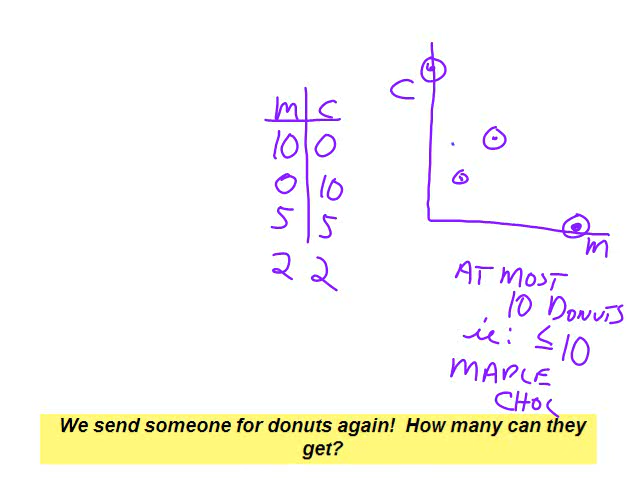 M C
10 0
0 10
5 5
2 2
C
M
AT MOST
10 DONUTS
ie: ≤ 10
MAPLE
CHOC
We send someone for donuts again! How many can they
get?